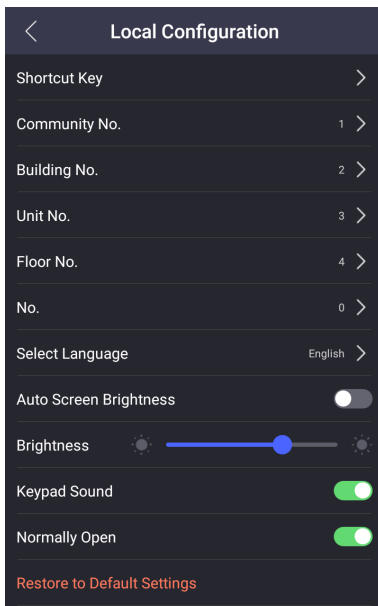 Local Configuration
Shortcut Key
Community No. 1
Building No. 2
Unit No. 3
Floor No. 4
No. 0
Select Language English
Auto Screen Brightness
Brightness
Keypad Sound
Normally Open
Restore to Default Settings